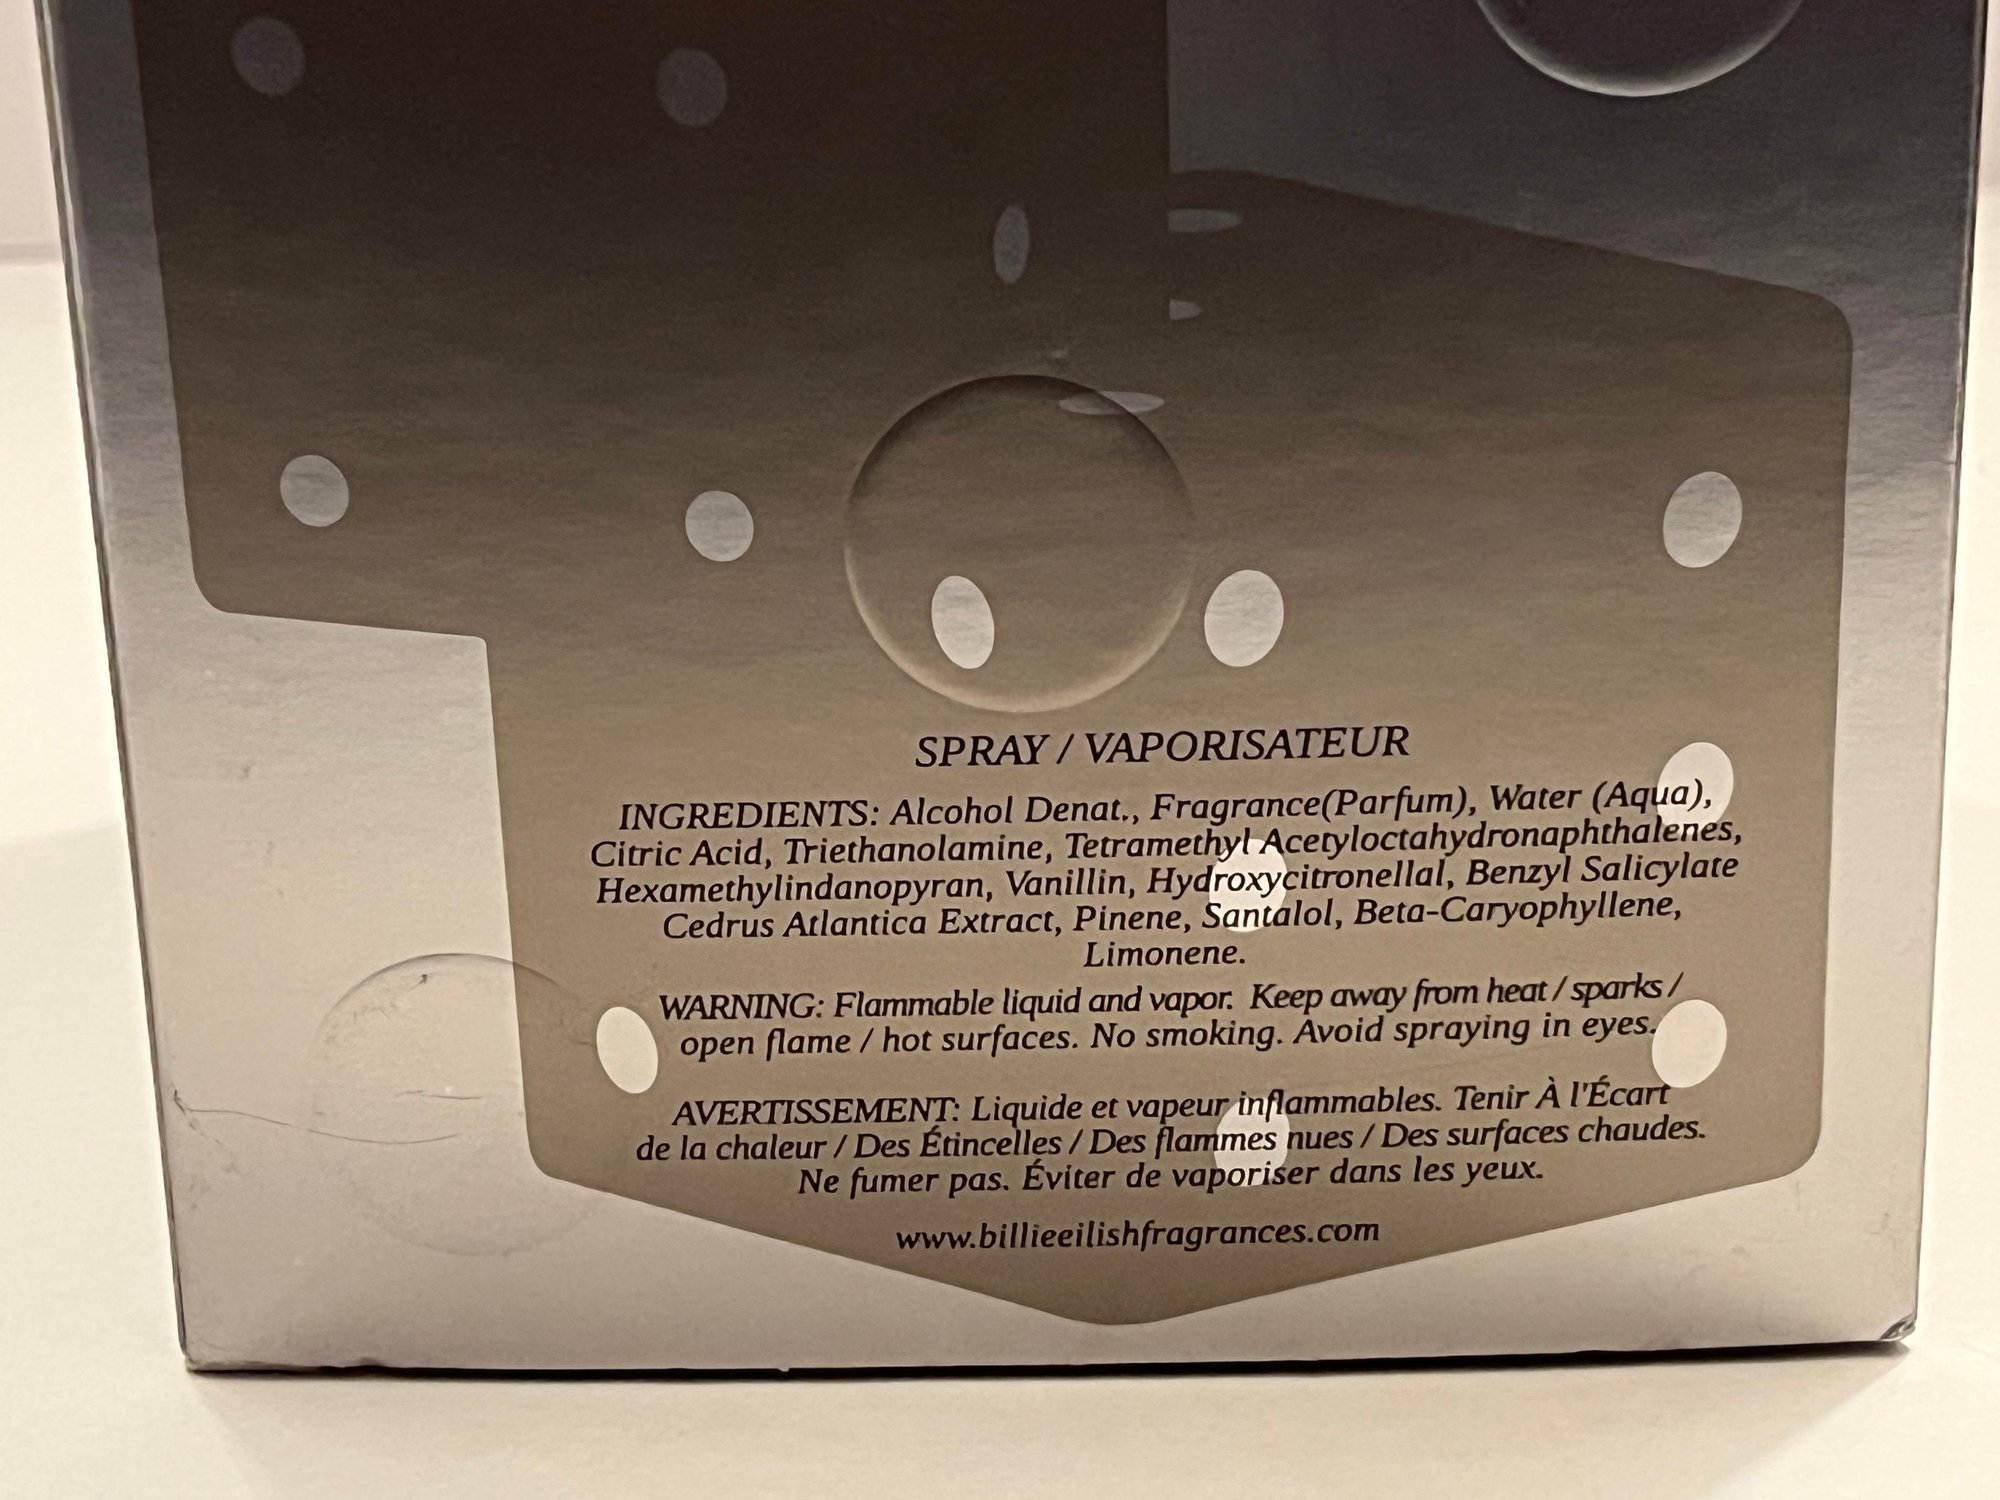 SPRAY / VAPORISATEUR
INGREDIENTS: Alcohol Denat., Fragrance(Parfum), Water (Aqua),
Citric Acid, Triethanolamine, Tetramethyl Acetyloctahydronaphthalenes,
Hexamethylindanopyran, Vanillin, Hydroxycitronellal, Benzyl Salicylate
Cedrus Atlantica Extract, Pinene, Santalol, Beta-Caryophyllene,
Limonene.
WARNING: Flammable liquid and vapor. Keep away from heat / sparks /
open flame / hot surfaces. No smoking. Avoid spraying in eyes.
AVERTISSEMENT: Liquide et vapeur inflammables. Tenir À l'Écart
de la chaleur / Des Étincelles / Des flammes nues / Des surfaces chaudes.
Ne fumer pas. Éviter de vaporiser dans les yeux.
www.billieeilishfragrances.com